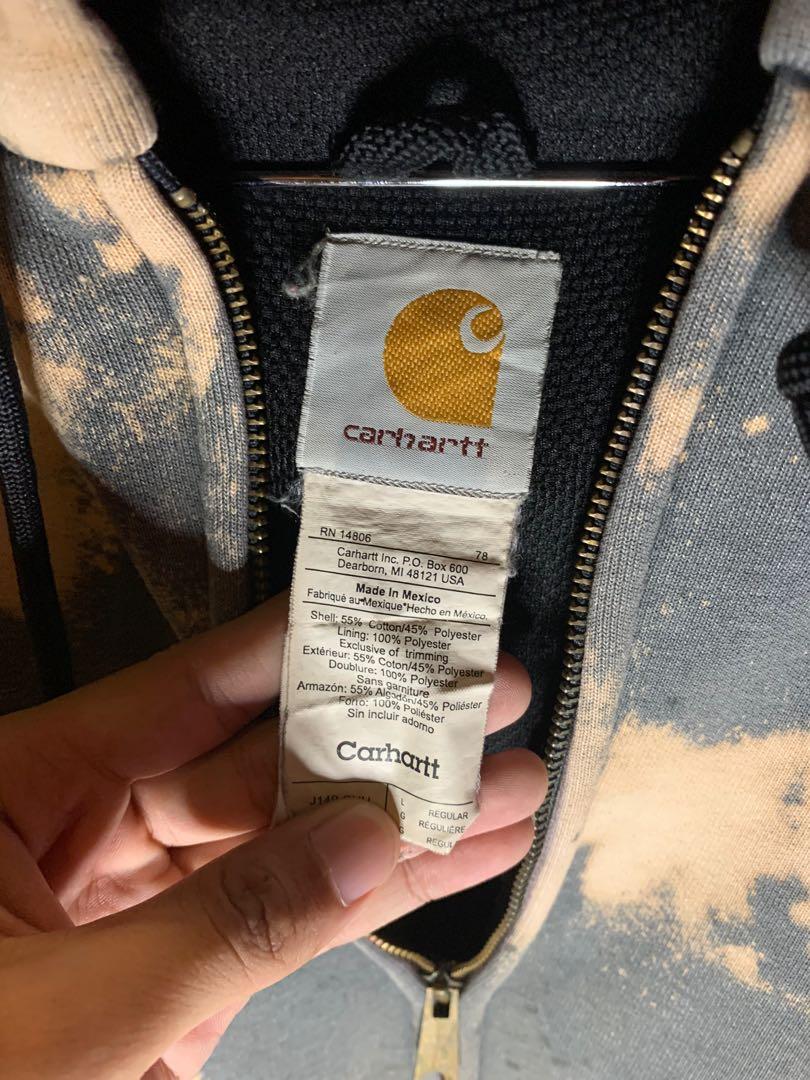 carhartt
RN 14806 78
Carhartt Inc. P.O. Box 600
Dearborn, MI 48121 USA
Made In Mexico
Fabriqué au Mexique*Hecho en México.
Shell: 55% Cotton/45% Polyester
Lining: 100% Polyester
Exclusive of trimming
Extérieur: 55% Coton/45% Polyester
Doublure: 100% Polyester
Sans garniture
Armazón: 55% Algodón/45% Poliéster
Forro: 100% Poliéster
Sin incluir adorno
Carhartt
L REGULAR
G RÉGULIÈRE
G